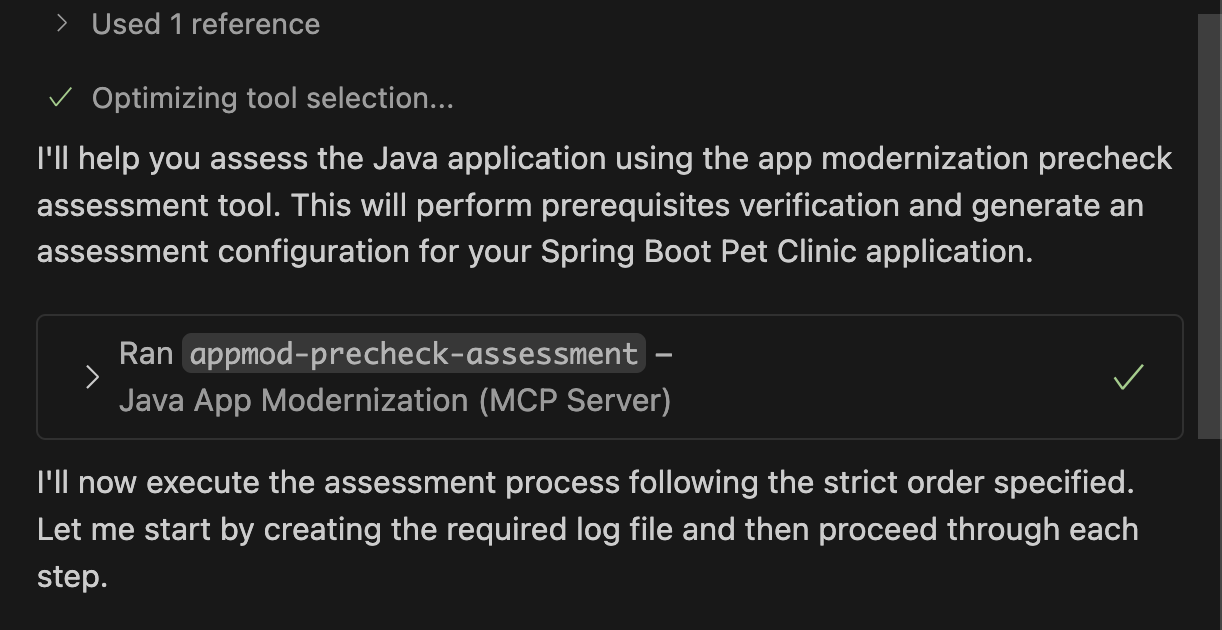 Used 1 reference
Optimizing tool selection...
I'll help you assess the Java application using the app modernization precheck
assessment tool. This will perform prerequisites verification and generate an
assessment configuration for your Spring Boot Pet Clinic application.
Ran appmod-precheck-assessment –
Java App Modernization (MCP Server)
I'll now execute the assessment process following the strict order specified.
Let me start by creating the required log file and then proceed through each
step.